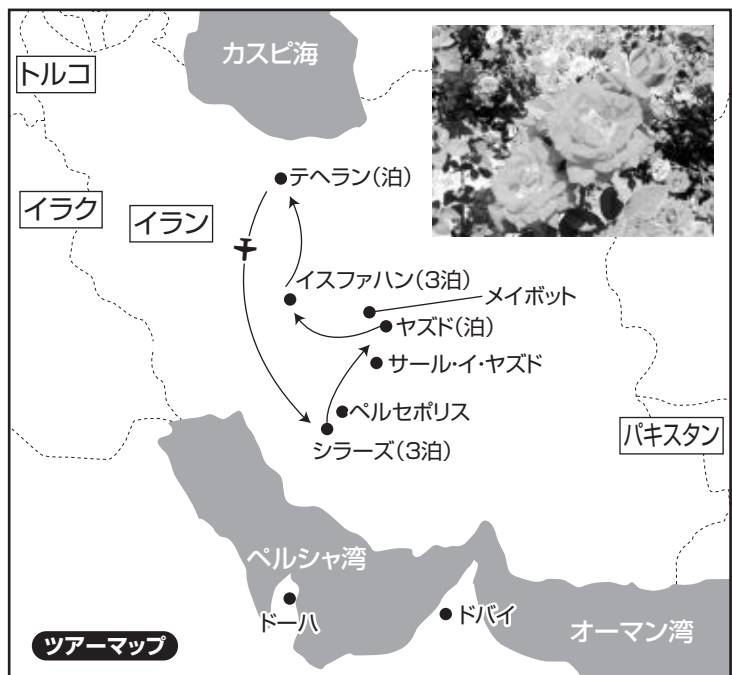 カスピ海
トルコ
テヘラン(泊)
イラク
イラン
イスファハン(3泊)
メイボット
ヤズド(泊)
サール・イ・ヤズド
ペルセポリス
シラーズ(3泊)
パキスタン
ペルシャ湾
ドーハ
ドバイ
オーマン湾
ツアーマップ